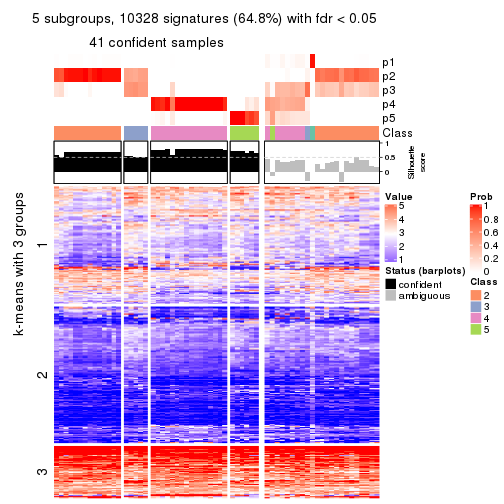 5 subgroups, 10328 signatures (64.8%) with fdr < 0.05
41 confident samples
p1
p2
p3
p4
p5
Class
1
0.5
0
Silhouette
score
k-means with 3 groups
1
2
3
Value
5
4
3
2
1
Status (barplots)
confident
ambiguous
Prob
1
0.8
0.6
0.4
0.2
0
Class
2
3
4
5